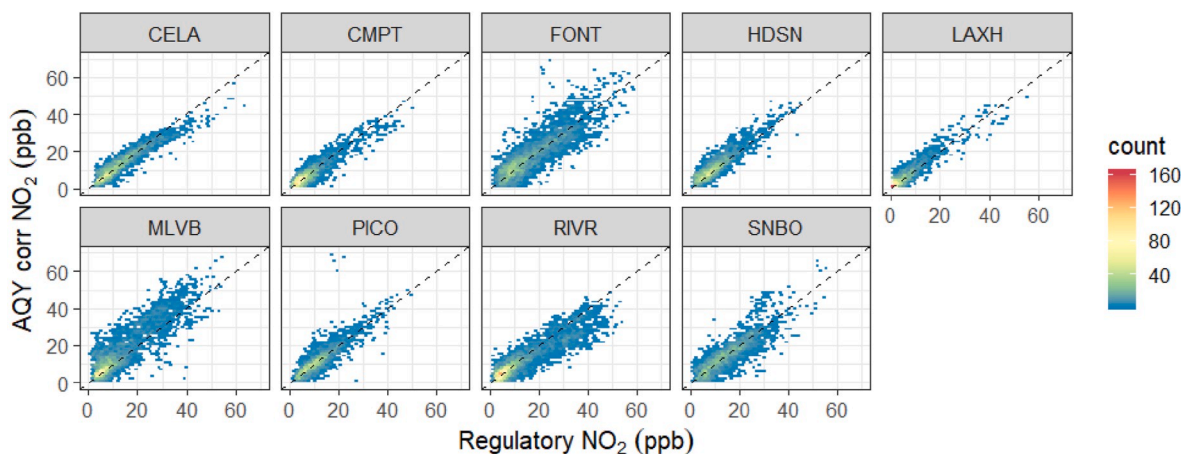 CELA CMPT FONT HDSN LAXH
60
40
20
0
0 20 40 60
MLVB PICO RIVR SNBO
60
40
20
0
0 20 40 60 0 20 40 60 0 20 40 60 0 20 40 60
AQY corr NO₂ (ppb)
Regulatory NO₂ (ppb)
count
160
120
80
40